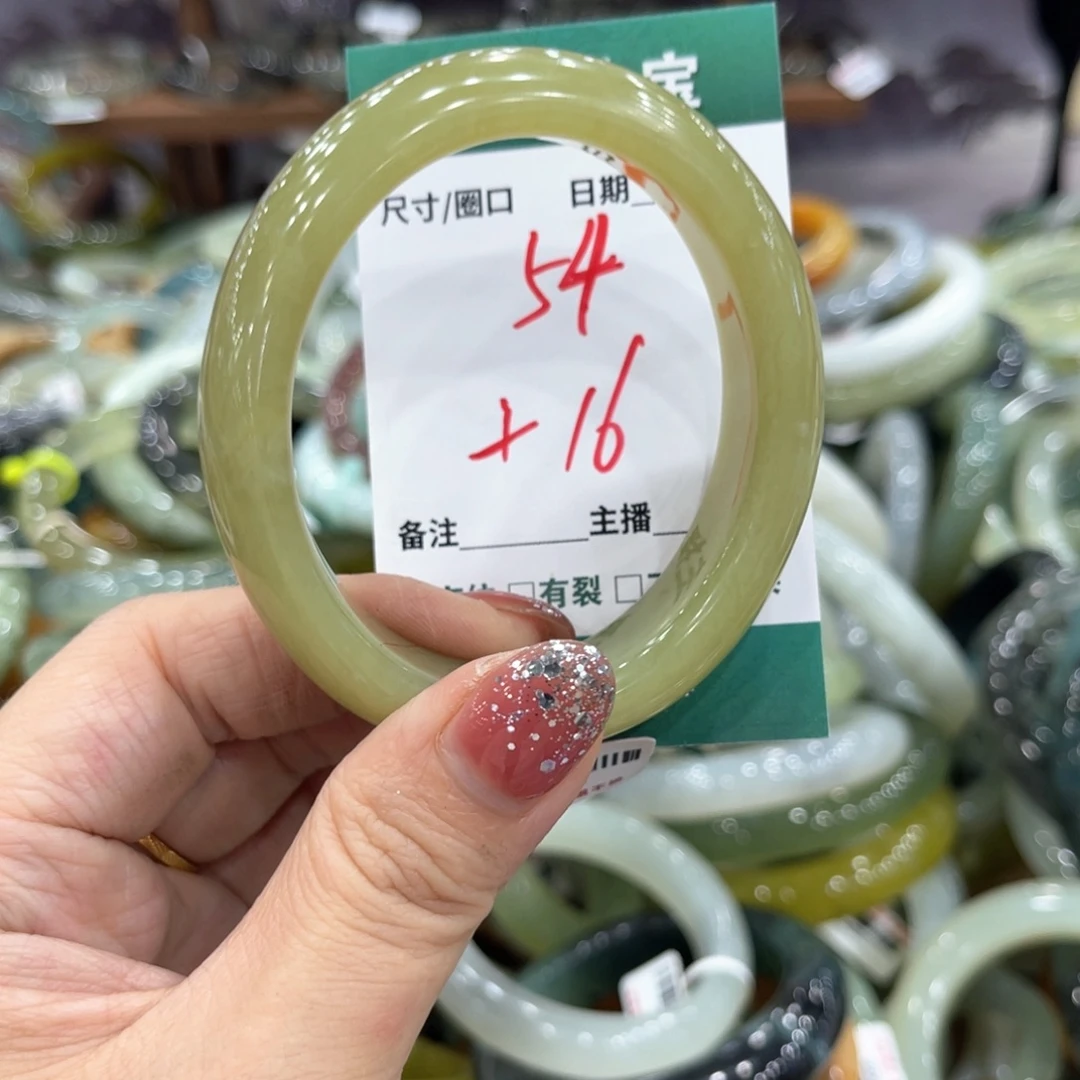 宝
尺寸/圈口 日期
54
+16
备注 主播
□有裂 □